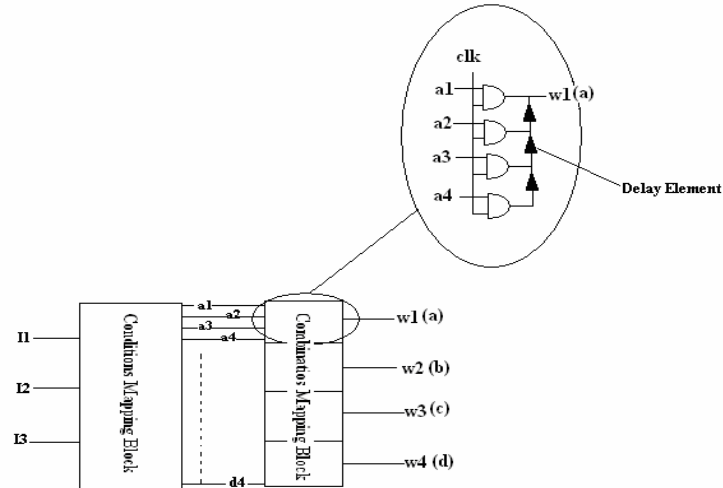 clk
a1
w1 (a)
a2
a3
a4
Delay Element
a1
a2
a3
a4
I1
I2
I3
Conditions Mapping Block
Combinatios Mapping Block
w1 (a)
w2 (b)
w3 (c)
w4 (d)
d4